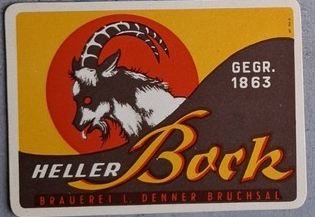 GEGR.
1863
HELLER Bock
BRAUEREI L. DENNER BRUCHSAL